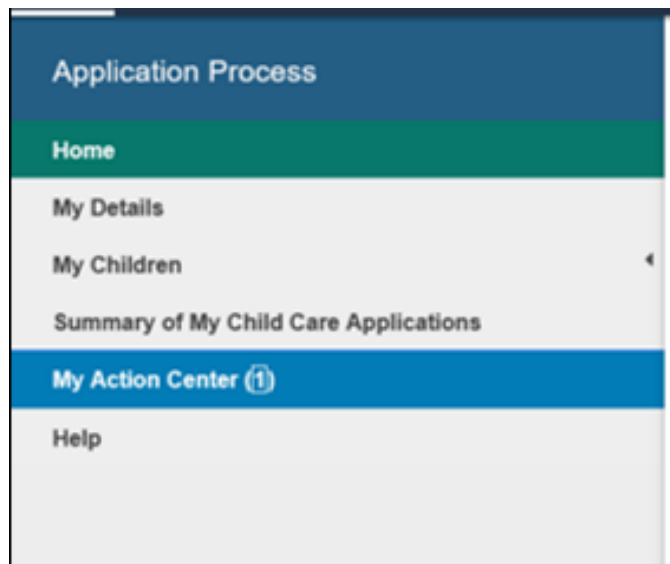 Application Process
Home
My Details
My Children
Summary of My Child Care Applications
My Action Center (1)
Help